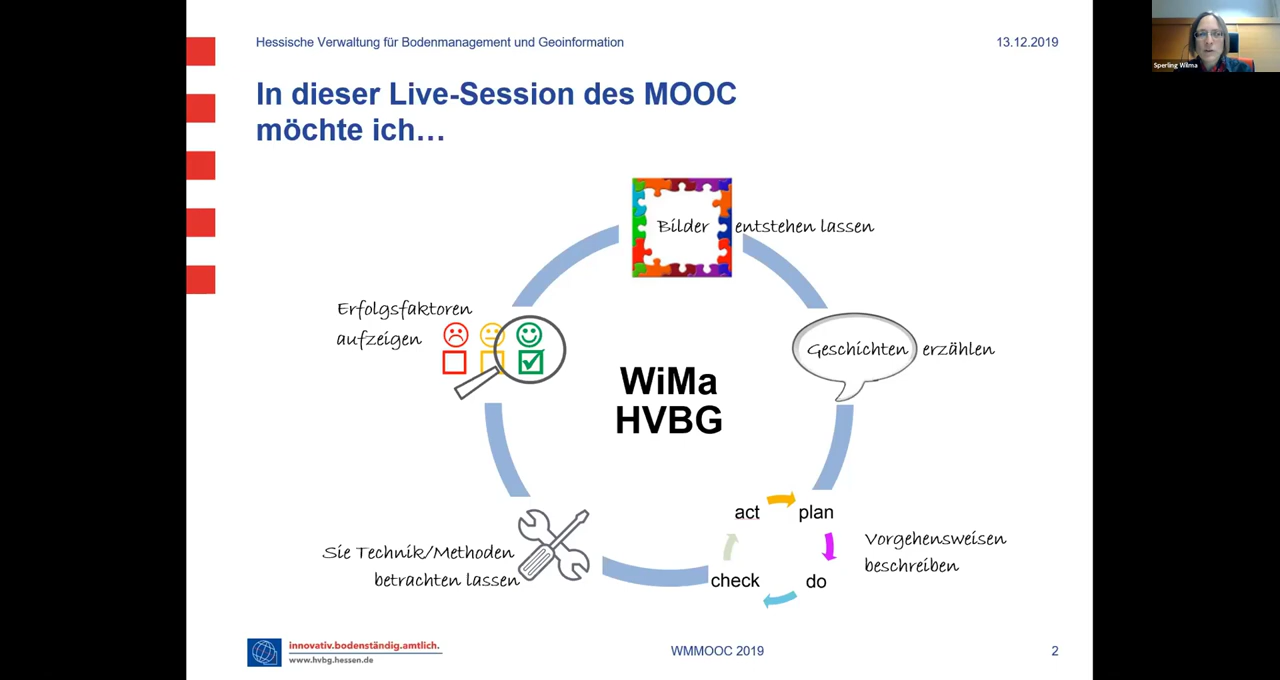 Hessische Verwaltung für Bodenmanagement und Geoinformation
13.12.2019
Sperling Wilma
In dieser Live-Session des MOOC
möchte ich…
Bilder entstehen lassen
Erfolgsfaktoren
aufzeigen
Geschichten erzählen
WiMa
HVBG
act plan
check do
Vorgehensweisen
beschreiben
Sie Technik/Methoden
betrachten lassen
innovativ.bodenständig.amtlich.
www.hvbg.hessen.de
WMMOOC 2019
2